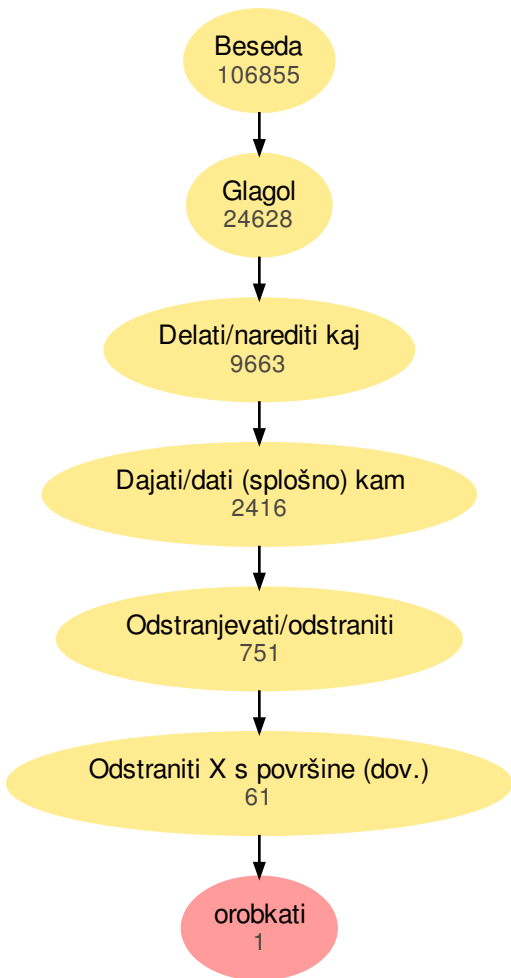 Beseda
106855
Glagol
24628
Delati/narediti kaj
9663
Dajati/dati (splošno) kam
2416
Odstranjevati/odstraniti
751
Odstraniti X s površine (dov.)
61
orobkati
1